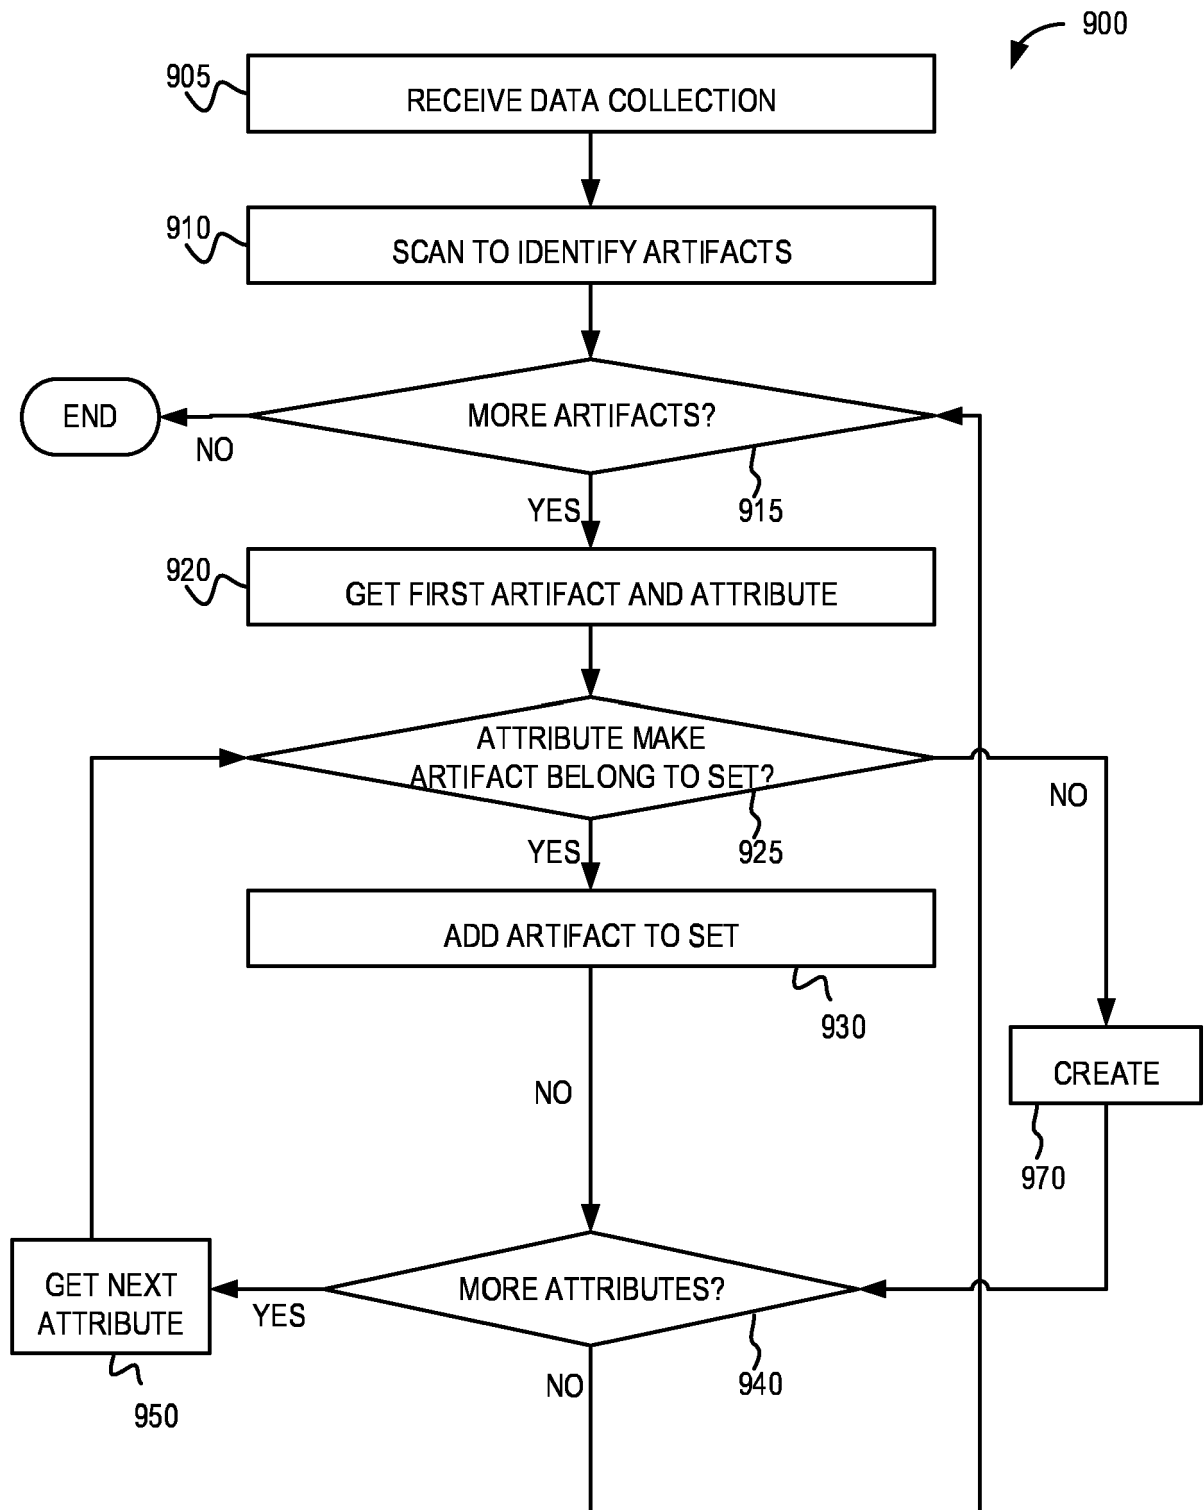 900
905
RECEIVE DATA COLLECTION
910
SCAN TO IDENTIFY ARTIFACTS
END
MORE ARTIFACTS?
NO
915
YES
920
GET FIRST ARTIFACT AND ATTRIBUTE
ATTRIBUTE MAKE
ARTIFACT BELONG TO SET?
NO
YES
925
ADD ARTIFACT TO SET
930
CREATE
NO
970
GET NEXT
ATTRIBUTE
MORE ATTRIBUTES?
YES
NO
940
950